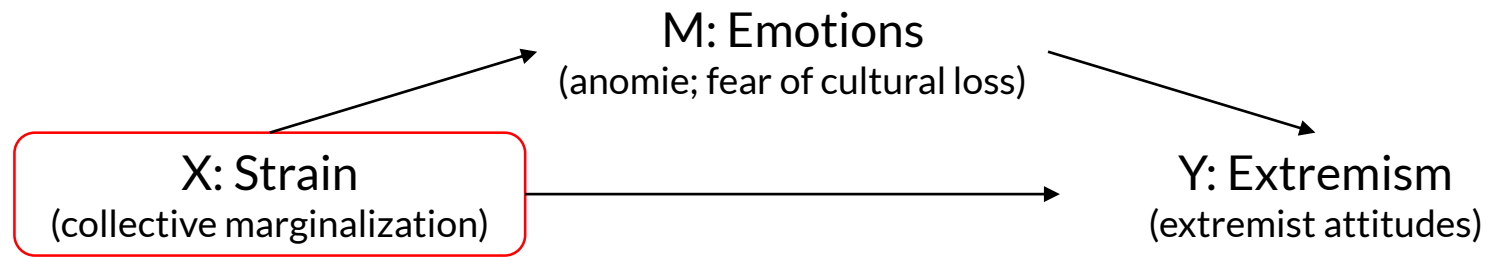 M: Emotions
(anomie; fear of cultural loss)
X: Strain
(collective marginalization)
Y: Extremism
(extremist attitudes)